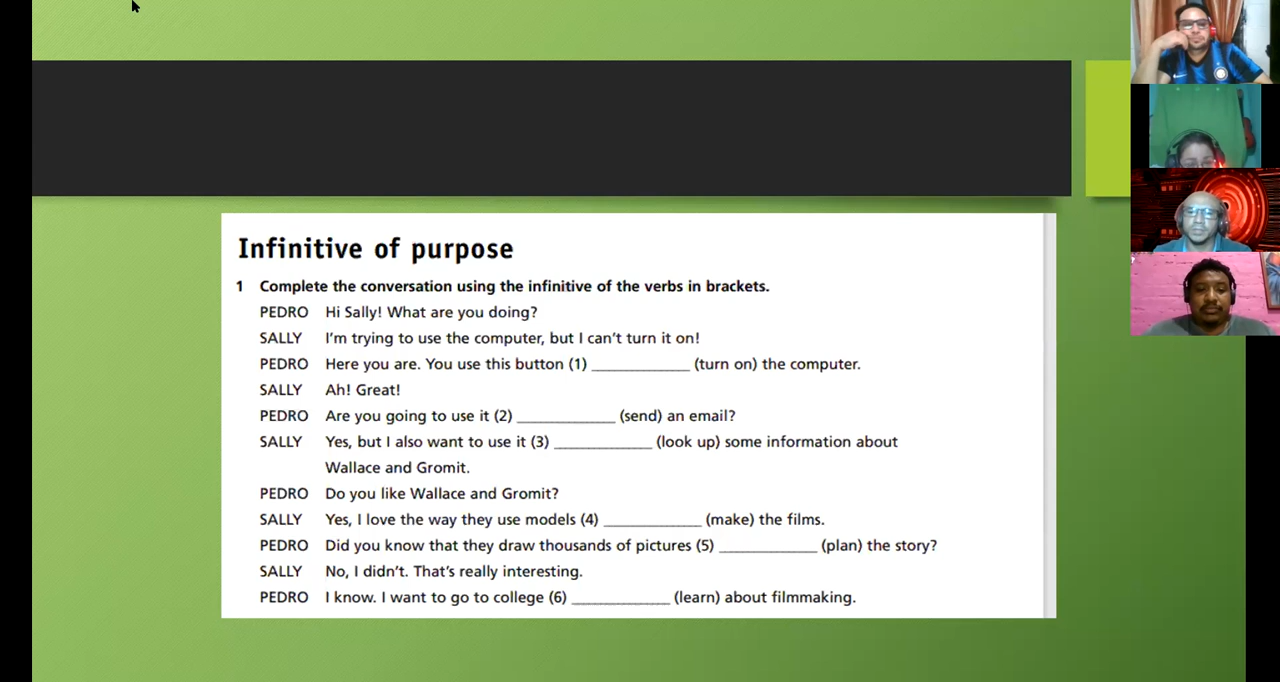 Infinitive of purpose
1 Complete the conversation using the infinitive of the verbs in brackets.
PEDRO Hi Sally! What are you doing?
SALLY I'm trying to use the computer, but I can't turn it on!
PEDRO Here you are. You use this button (1) ____________ (turn on) the computer.
SALLY Ah! Great!
PEDRO Are you going to use it (2) ____________ (send) an email?
SALLY Yes, but I also want to use it (3) ____________ (look up) some information about
Wallace and Gromit.
PEDRO Do you like Wallace and Gromit?
SALLY Yes, I love the way they use models (4) ____________ (make) the films.
PEDRO Did you know that they draw thousands of pictures (5) ____________ (plan) the story?
SALLY No, I didn't. That's really interesting.
PEDRO I know. I want to go to college (6) ____________ (learn) about filmmaking.